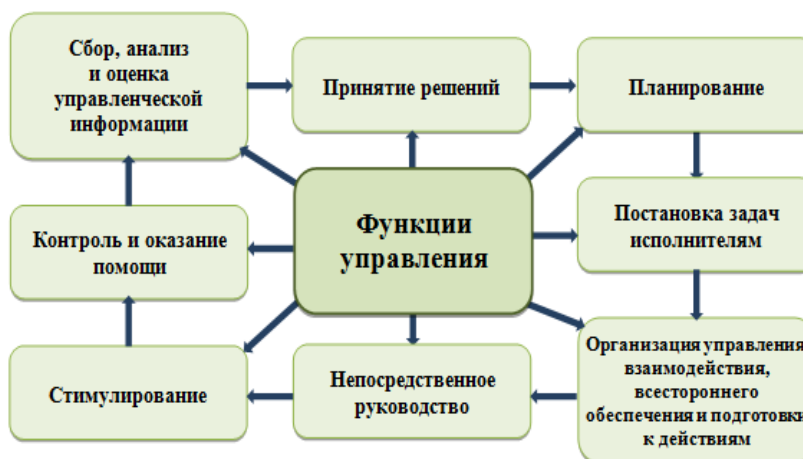 Сбор, анализ
и оценка
управленческой
информации
Принятие решений
Планирование
Функции
управления
Контроль и оказание
помощи
Постановка задач
исполнителям
Стимулирование
Непосредственное
руководство
Организация управления,
взаимодействия,
всестороннего
обеспечения и подготовки
к действиям